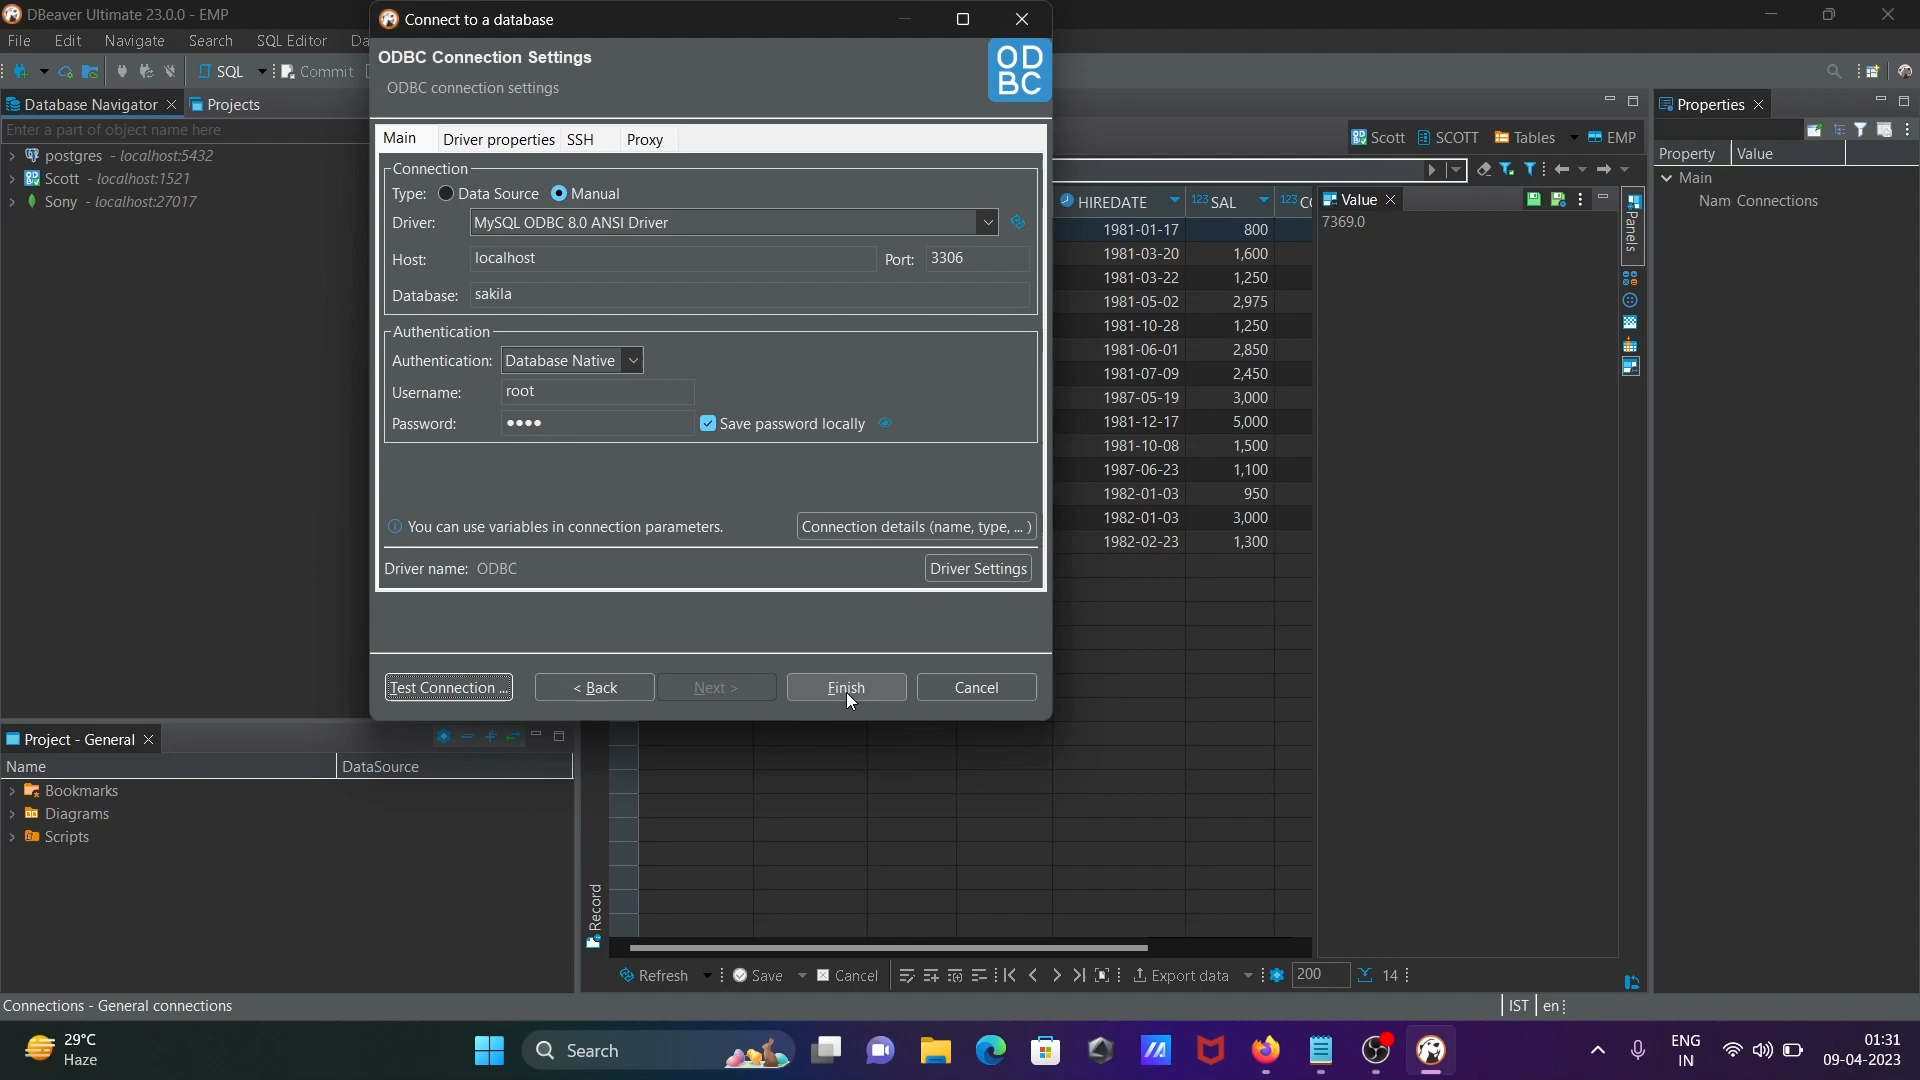 DBeaver Ultimate 23.0.0 - EMP
File Edit Navigate Search SQL Editor Da
SQL Commit
Database Navigator Projects
Enter a part of object name here
postgres - localhost:5432
Scott - localhost:1521
Sony - localhost:27017
Connect to a database
ODBC Connection Settings
ODBC connection settings
OD
BC
Main Driver properties SSH Proxy
Connection
Type: Data Source Manual
Driver: MySQL ODBC 8.0 ANSI Driver
Host: localhost Port: 3306
Database: sakila
Authentication
Authentication: Database Native
Username: root
Password: •••• Save password locally
You can use variables in connection parameters. Connection details (name, type, ... )
Driver name: ODBC Driver Settings
Test Connection ... < Back Next > Finish Cancel
Scott SCOTT Tables EMP
HIREDATE 123 SAL 123 CO
1981-01-17 800
1981-03-20 1,600
1981-03-22 1,250
1981-05-02 2,975
1981-10-28 1,250
1981-06-01 2,850
1981-07-09 2,450
1987-05-19 3,000
1981-12-17 5,000
1981-10-08 1,500
1987-06-23 1,100
1982-01-03 950
1982-01-03 3,000
1982-02-23 1,300
Value
7369.0
Panels
Properties
Property Value
Main
Nam Connections
Project - General
Name DataSource
Bookmarks
Diagrams
Scripts
Record
Refresh Save Cancel Export data 200 14
Connections - General connections IST en
29°C
Haze
Search
ENG
IN
01:31
09-04-2023